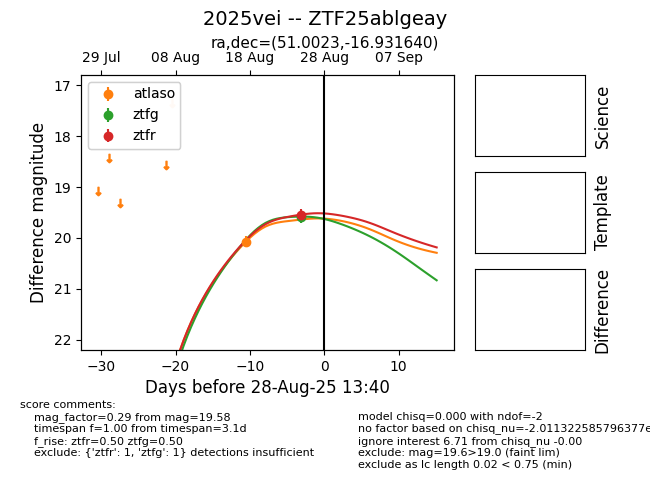 2025vei -- ZTF25ablgeay
ra,dec=(51.0023,-16.931640)
29 Jul 08 Aug 18 Aug 28 Aug 07 Sep
atlaso
ztfg
ztfr
17
18
19
20
21
22
Difference magnitude
−30 −20 −10 0 10
Days before 28-Aug-25 13:40
Science
Template
Difference
score comments:
mag_factor=0.29 from mag=19.58
timespan f=1.00 from timespan=3.1d
f_rise: ztfr=0.50 ztfg=0.50
exclude: {'ztfr': 1, 'ztfg': 1} detections insufficient
model chisq=0.000 with ndof=-2
no factor based on chisq_nu=-2.011322585796377e
ignore interest 6.71 from chisq_nu -0.00
exclude: mag=19.6>19.0 (faint lim)
exclude as lc length 0.02 < 0.75 (min)